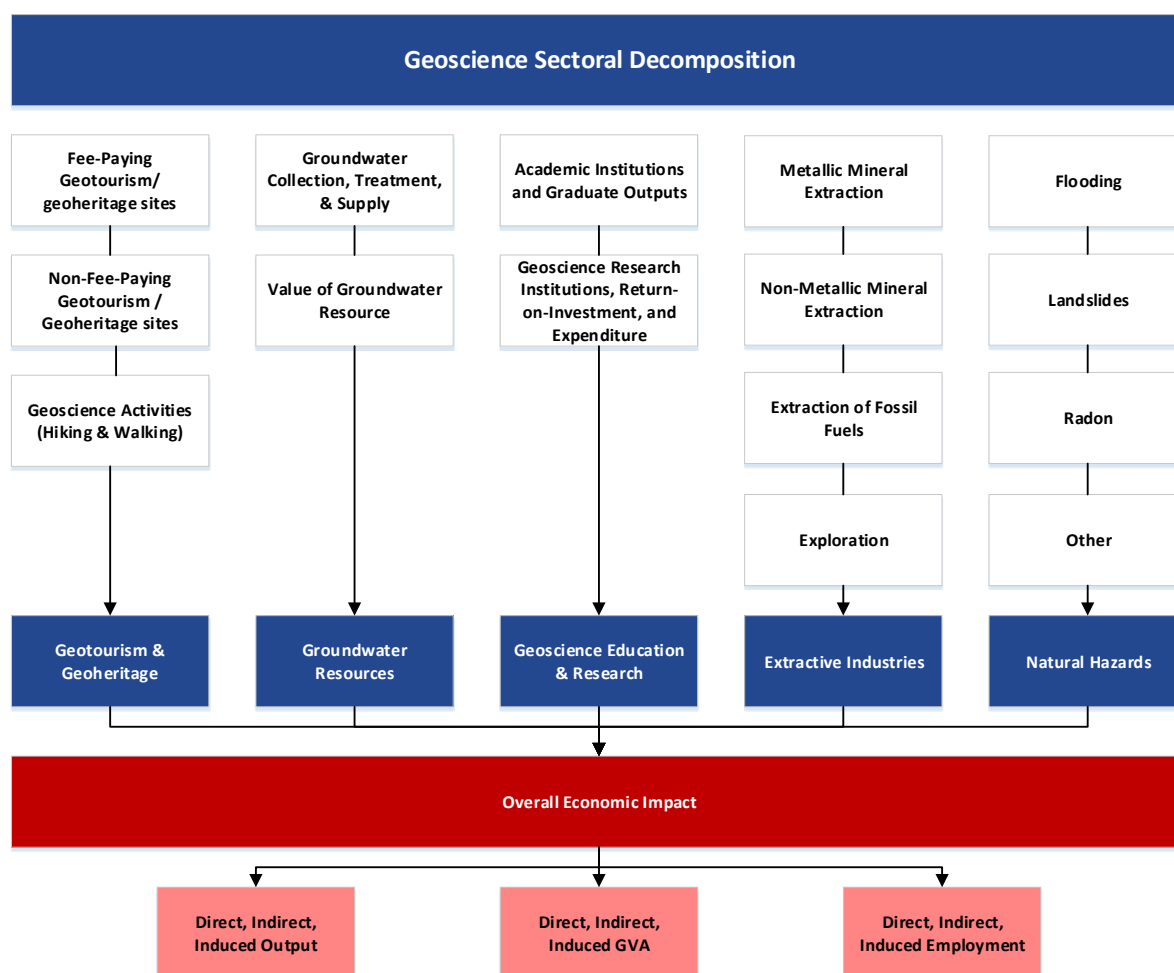 Geoscience Sectoral Decomposition
Fee-Paying
Geotourism/
geoheritage sites
Groundwater
Collection, Treatment,
& Supply
Academic Institutions
and Graduate Outputs
Metallic Mineral
Extraction
Flooding
Non-Fee-Paying
Geotourism /
Geoheritage sites
Value of Groundwater
Resource
Geoscience Research
Institutions, Return-
on-Investment, and
Expenditure
Non-Metallic Mineral
Extraction
Landslides
Geoscience Activities
(Hiking & Walking)
Extraction of Fossil
Fuels
Radon
Exploration
Other
Geotourism &
Geoheritage
Groundwater
Resources
Geoscience Education
& Research
Extractive Industries
Natural Hazards
Overall Economic Impact
Direct, Indirect,
Induced Output
Direct, Indirect,
Induced GVA
Direct, Indirect,
Induced Employment